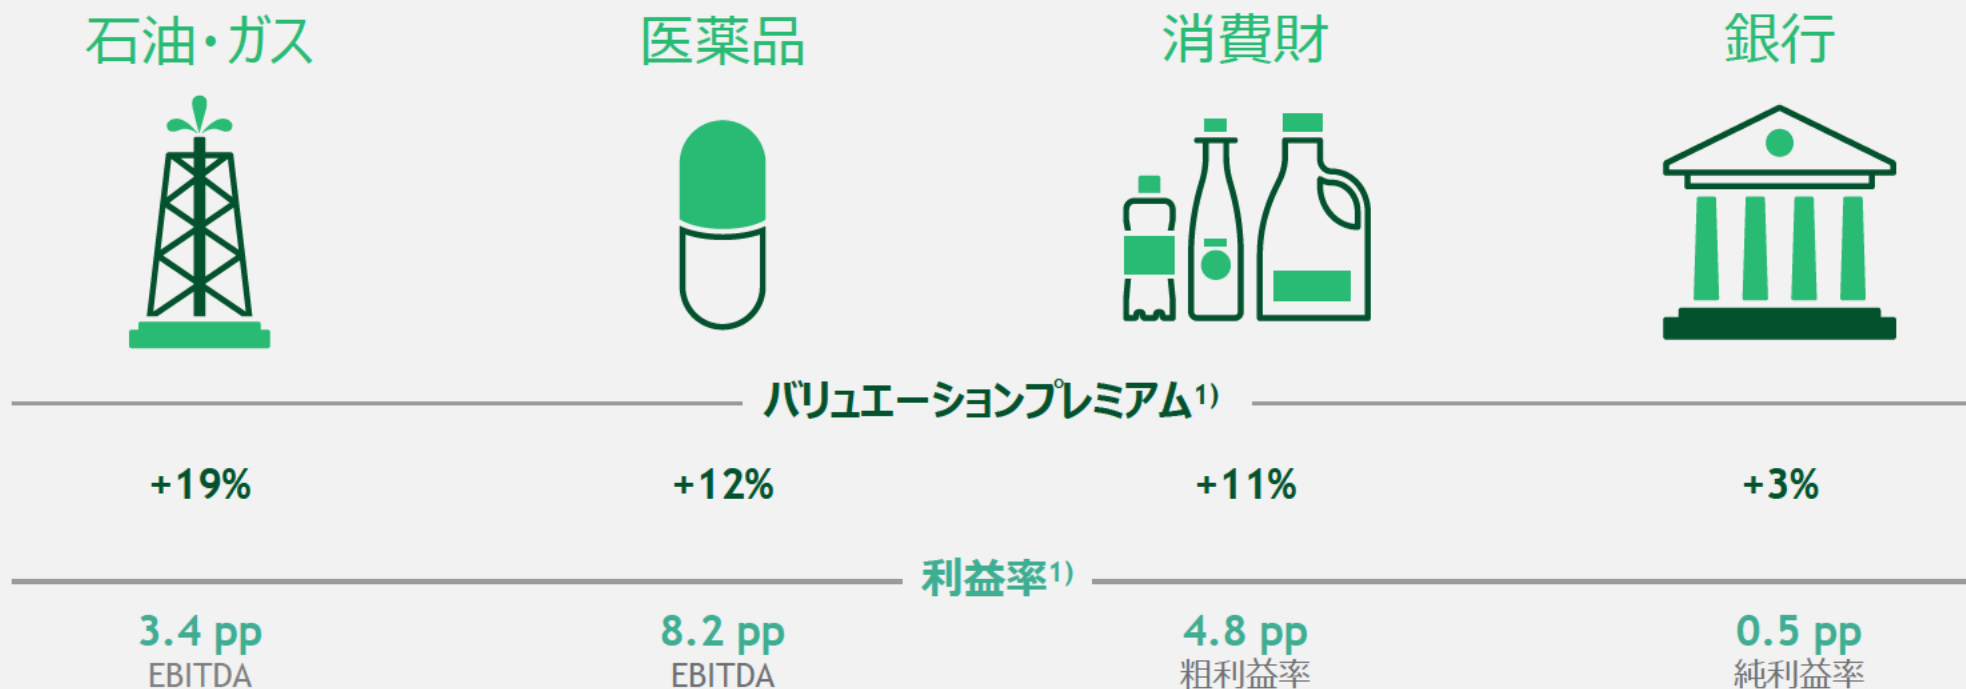 石油・ガス 医薬品 消費財 銀行
バリュエーションプレミアム1)
+19% +12% +11% +3%
利益率1)
3.4 pp 8.2 pp 4.8 pp 0.5 pp
EBITDA EBITDA 粗利益率 純利益率